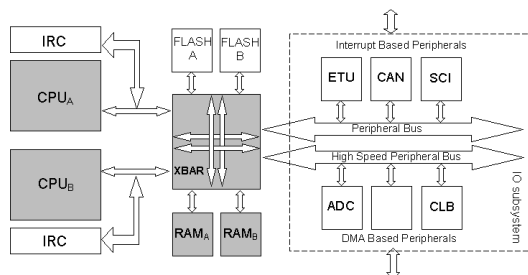 IRC
CPUA
CPUB
IRC
FLASH
A
FLASH
B
XBAR
RAMA
RAMB
Interrupt Based Peripherals
ETU
CAN
SCI
Peripheral Bus
High Speed Peripheral Bus
ADC
CLB
DMA Based Peripherals
IO subsystem